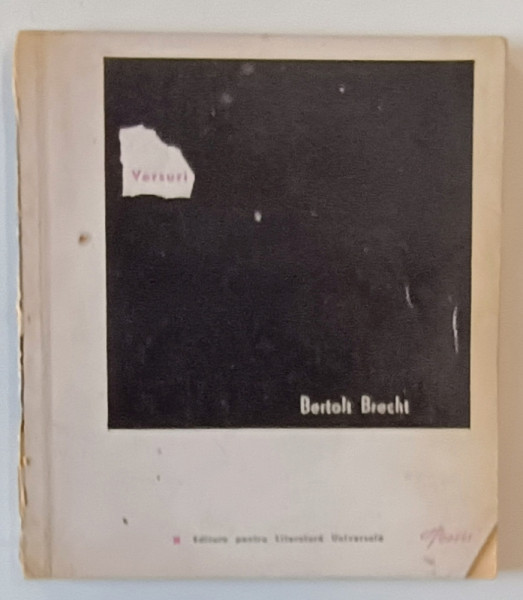 Versuri
Bertolt Brecht
Editura pentru Literatură Universală